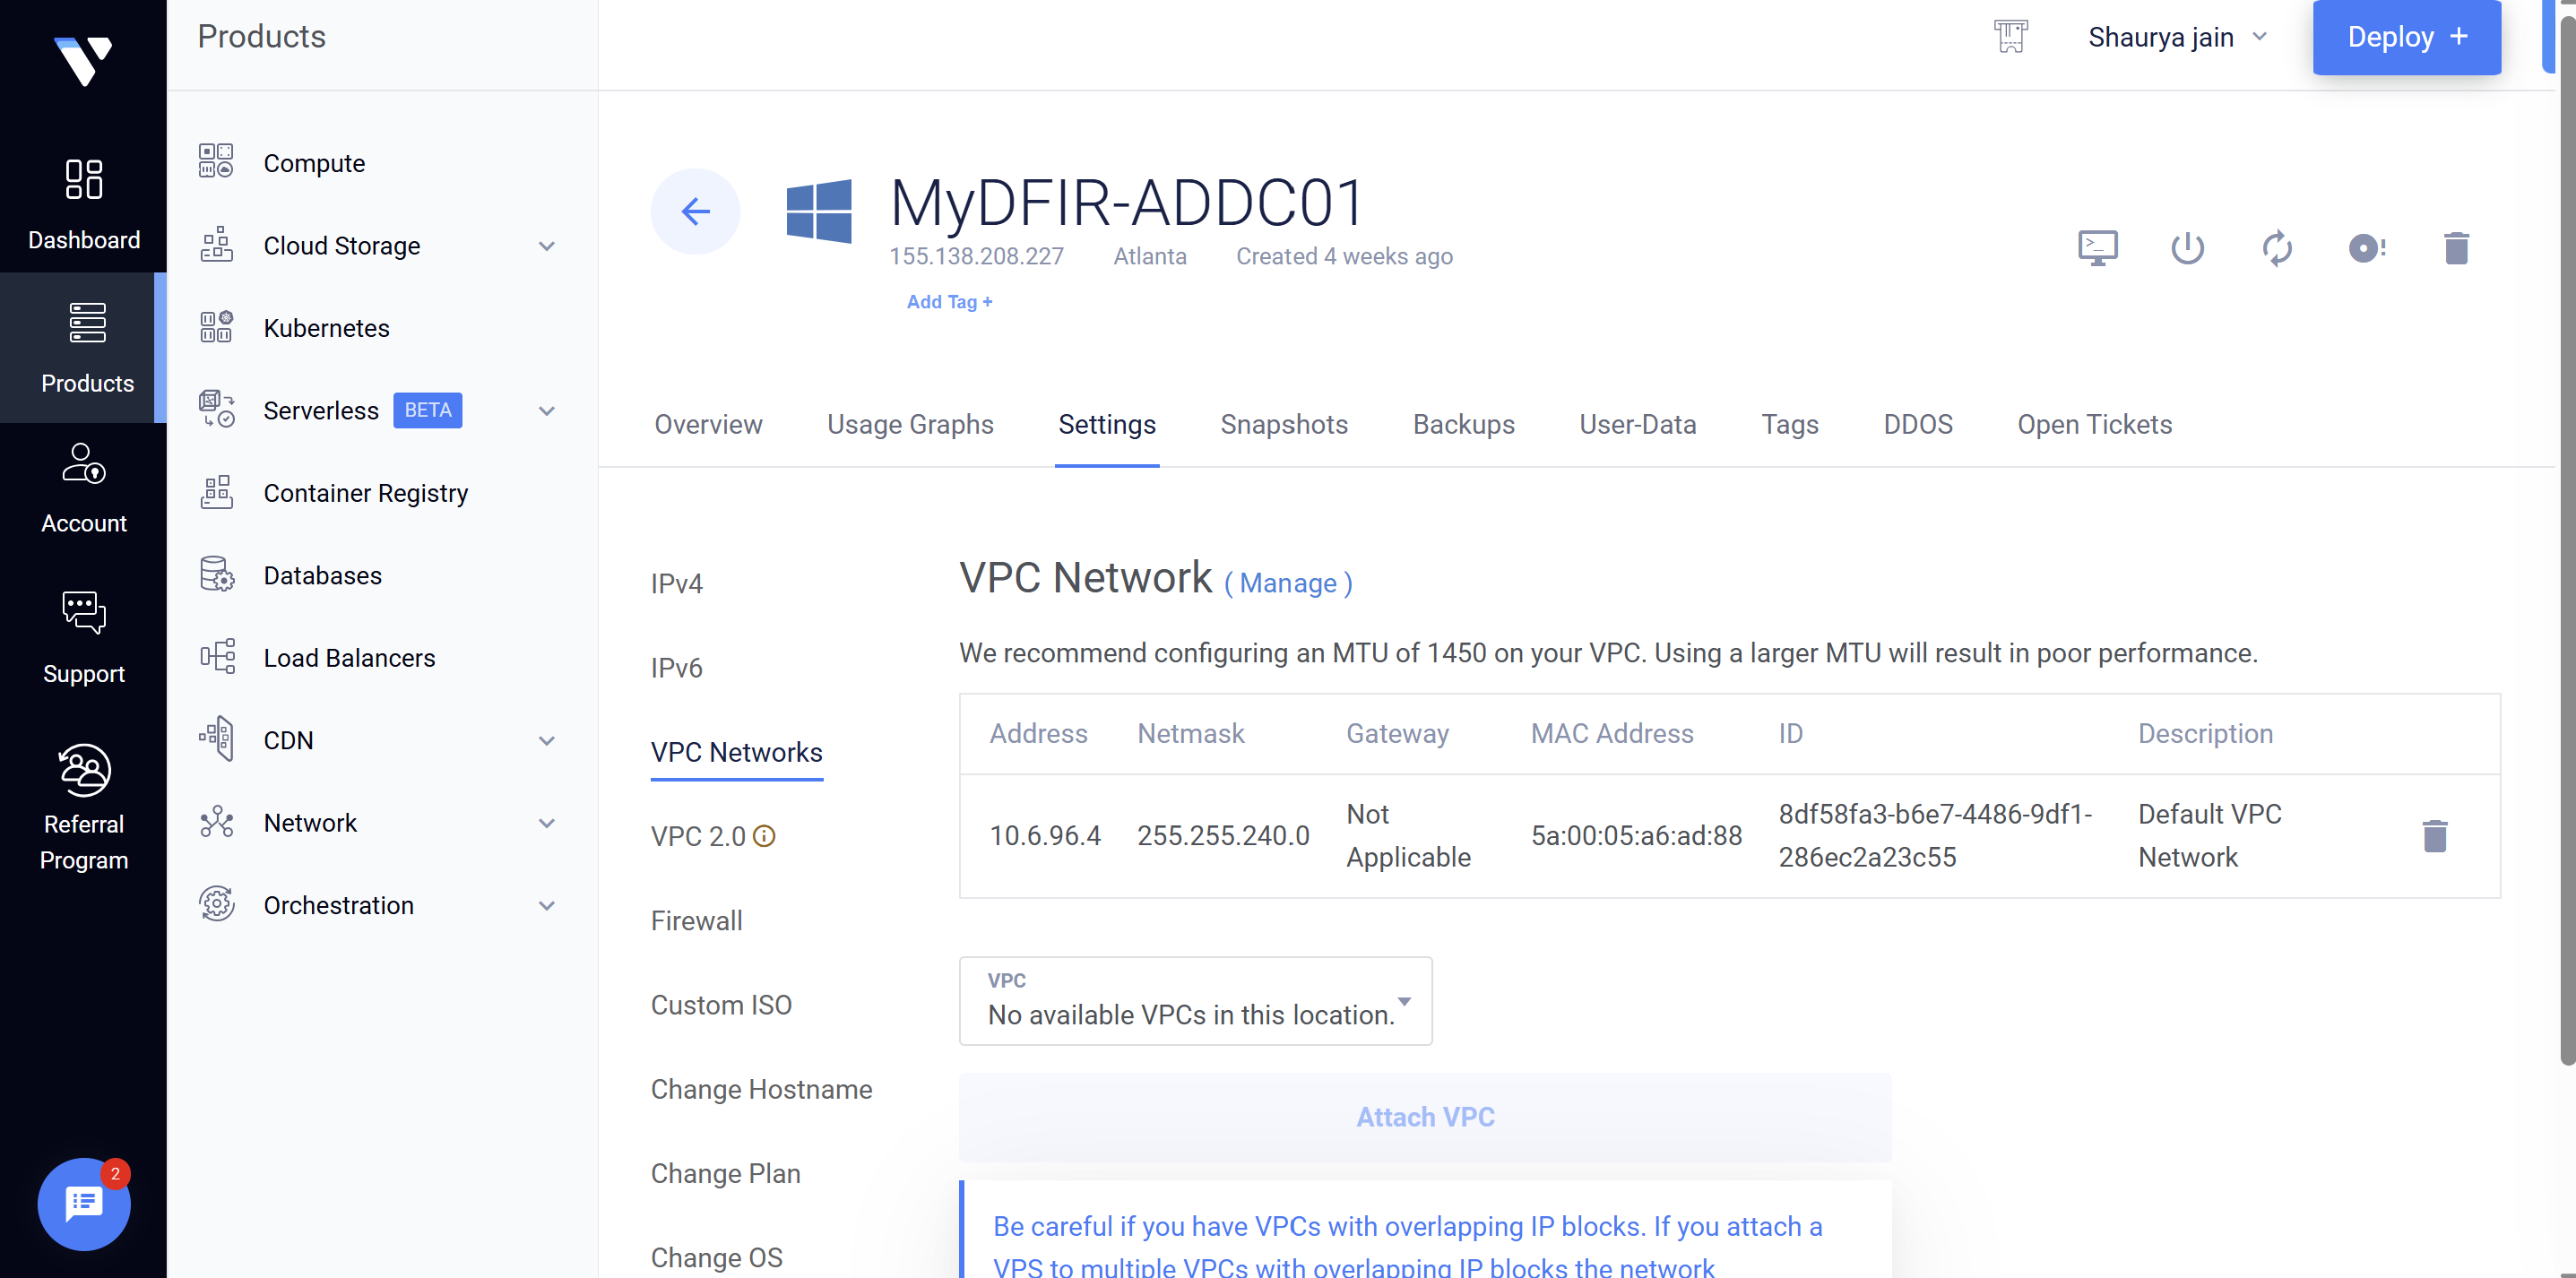 Products
Shaurya jain
Deploy +
Dashboard
Products
Account
Support
Referral
Program
2
Compute
Cloud Storage
Kubernetes
Serverless BETA
Container Registry
Databases
Load Balancers
CDN
Network
Orchestration
MyDFIR-ADDC01
155.138.208.227 Atlanta Created 4 weeks ago
Add Tag +
Overview Usage Graphs Settings Snapshots Backups User-Data Tags DDOS Open Tickets
IPv4
IPv6
VPC Networks
VPC 2.0
Firewall
Custom ISO
Change Hostname
Change Plan
Change OS
VPC Network ( Manage )
We recommend configuring an MTU of 1450 on your VPC. Using a larger MTU will result in poor performance.
Address Netmask Gateway MAC Address ID Description
10.6.96.4 255.255.240.0 Not Applicable 5a:00:05:a6:ad:88 8df58fa3-b6e7-4486-9df1-286ec2a23c55 Default VPC Network
VPC
No available VPCs in this location.
Attach VPC
Be careful if you have VPCs with overlapping IP blocks. If you attach a
VPS to multiple VPCs with overlapping IP blocks the network